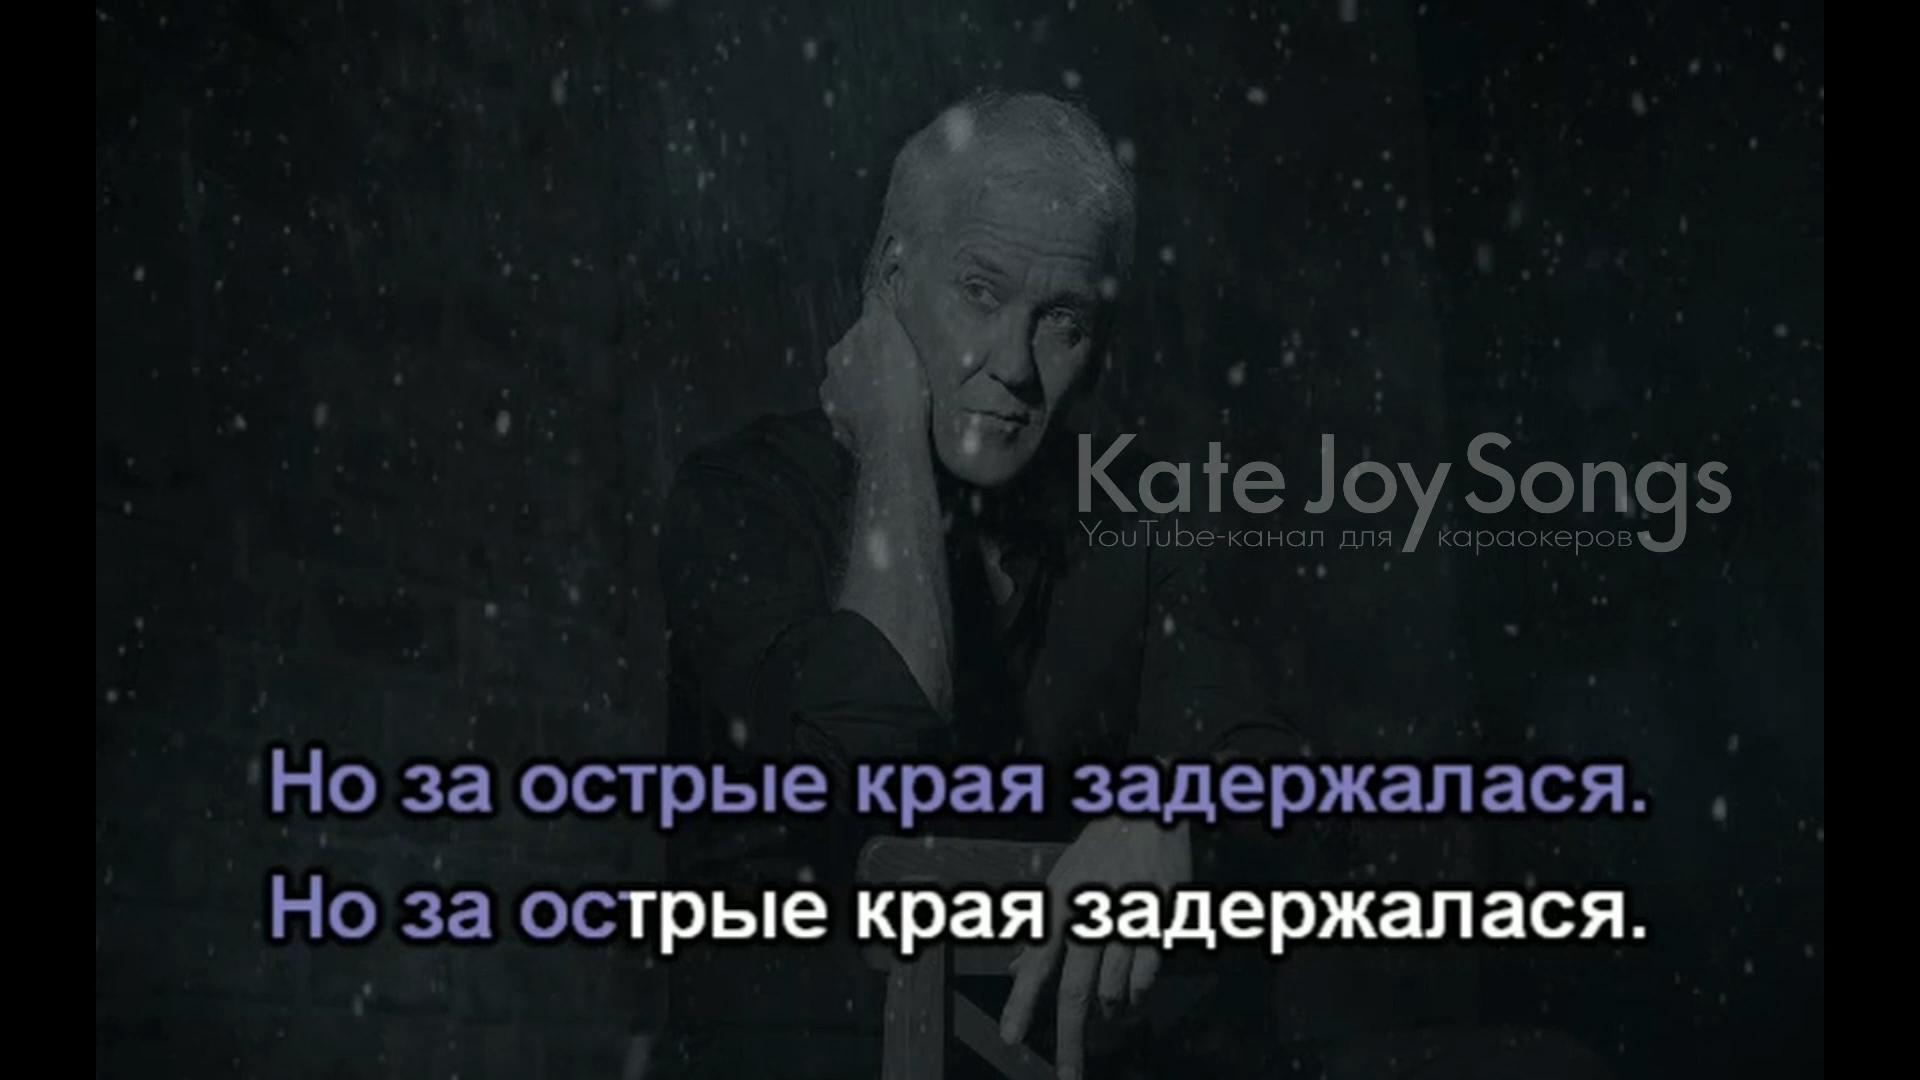 Kate Joy Songs
YouTube-канал для караокеров
Но за острые края задержалася.
Но за острые края задержалася.